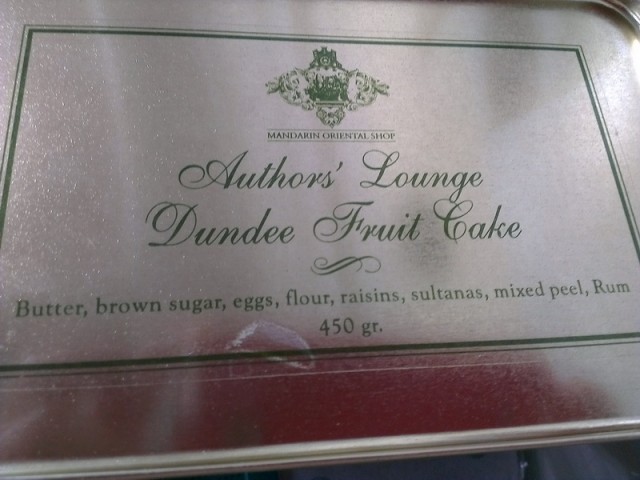 MANDARIN ORIENTAL SHOP
Authors' Lounge
Dundee Fruit Cake
Butter, brown sugar, eggs, flour, raisins, sultanas, mixed peel, Rum
450 gr.